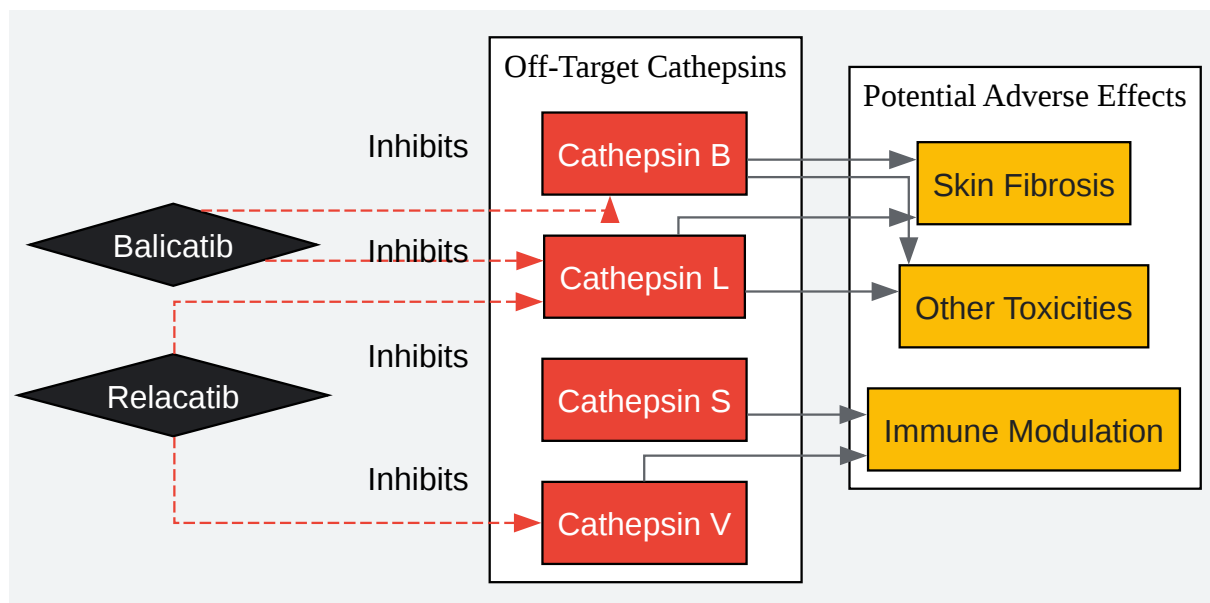 Off-Target Cathepsins
Potential Adverse Effects
Inhibits
Cathepsin B
Skin Fibrosis
Balicatib
Inhibits
Cathepsin L
Other Toxicities
Inhibits
Relacatib
Cathepsin S
Immune Modulation
Inhibits
Cathepsin V